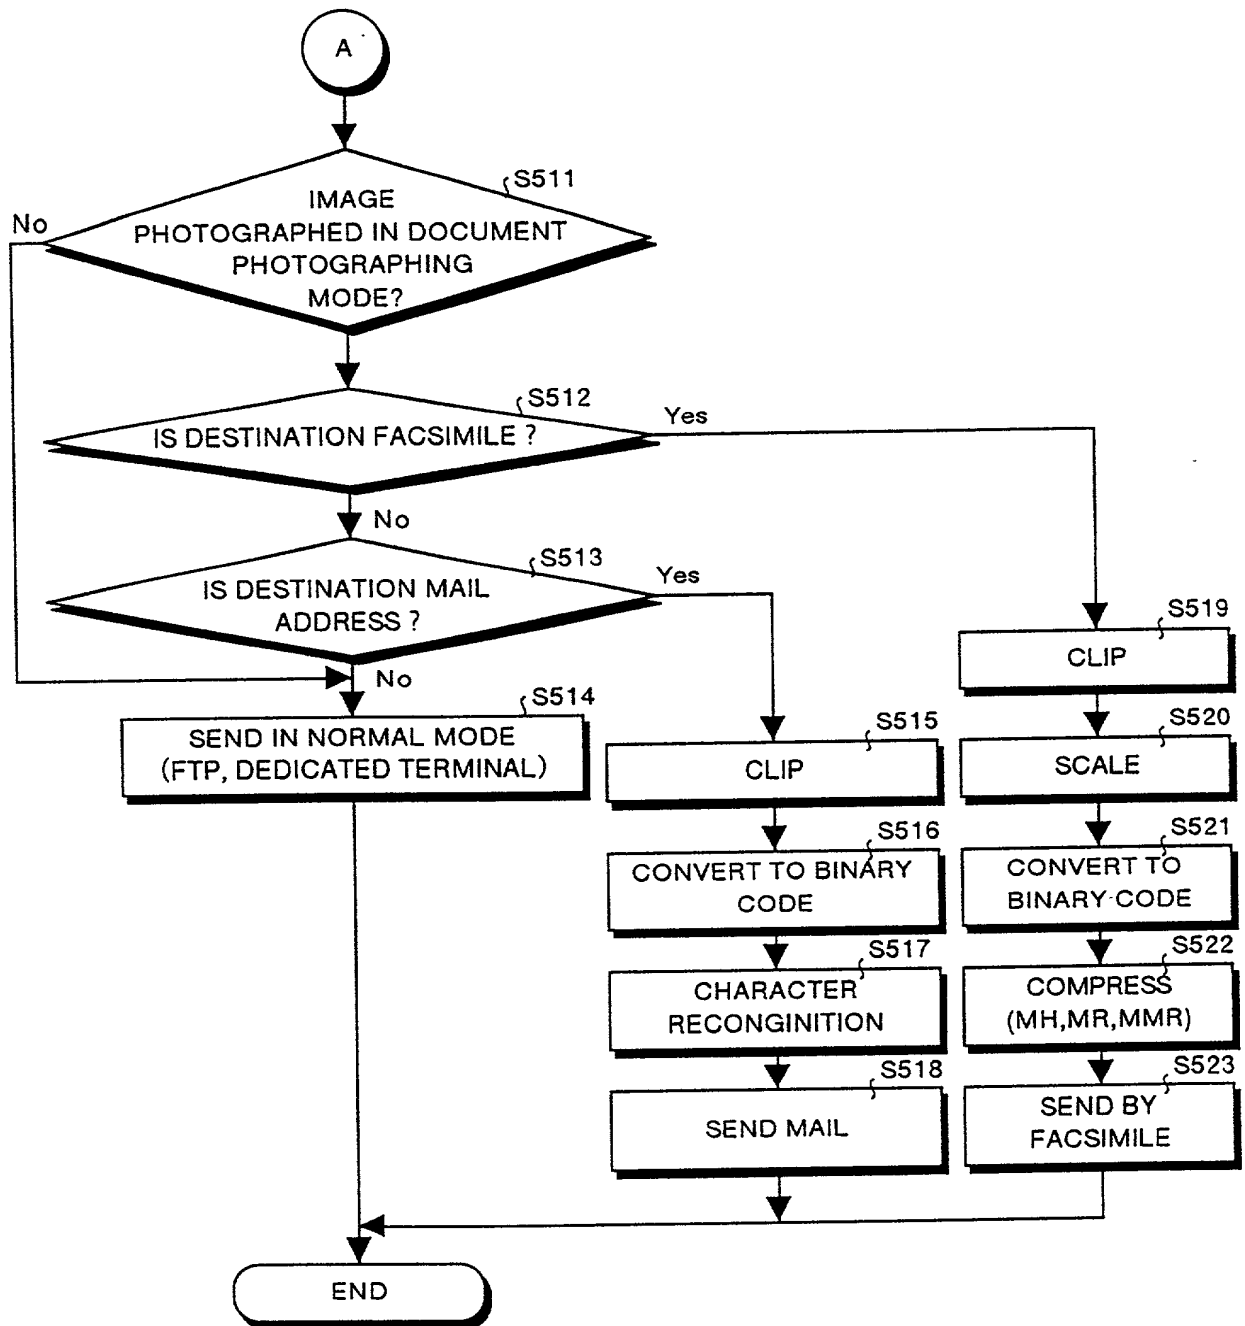 A
S511
IMAGE
PHOTOGRAPHED IN DOCUMENT
PHOTOGRAPHING
MODE?
No
S512
IS DESTINATION FACSIMILE ?
Yes
No
S513
IS DESTINATION MAIL
ADDRESS ?
Yes
No
S514
SEND IN NORMAL MODE
(FTP, DEDICATED TERMINAL)
S515
CLIP
S516
CONVERT TO BINARY
CODE
S517
CHARACTER
RECONGINITION
S518
SEND MAIL
S519
CLIP
S520
SCALE
S521
CONVERT TO
BINARY CODE
S522
COMPRESS
(MH,MR,MMR)
S523
SEND BY
FACSIMILE
END